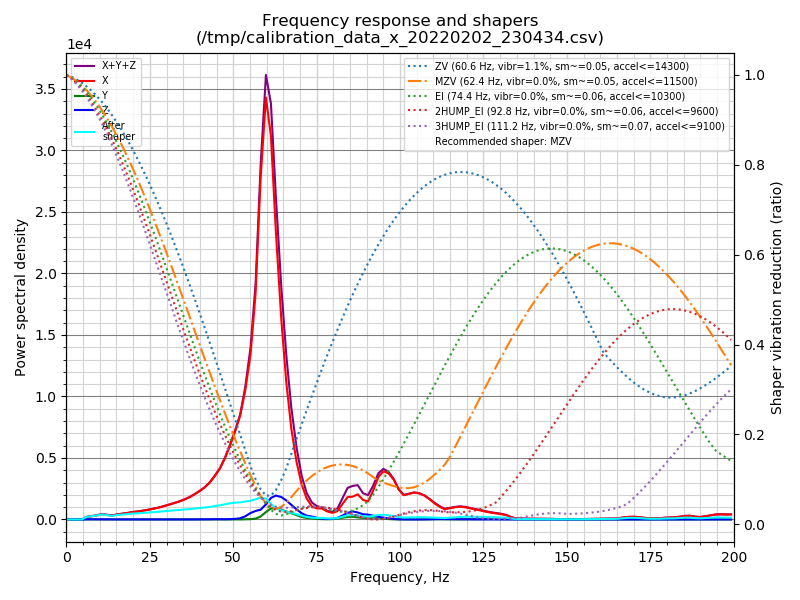 Frequency response and shapers
(/tmp/calibration_data_x_20220202_230434.csv)
1e4
X+Y+Z
X
Y
Z
After
shaper
ZV (60.6 Hz, vibr=1.1%, sm~=0.05, accel<=14300)
MZV (62.4 Hz, vibr=0.0%, sm~=0.05, accel<=11500)
EI (74.4 Hz, vibr=0.0%, sm~=0.06, accel<=10300)
2HUMP_EI (92.8 Hz, vibr=0.0%, sm~=0.06, accel<=9600)
3HUMP_EI (111.2 Hz, vibr=0.0%, sm~=0.07, accel<=9100)
Recommended shaper: MZV
Power spectral density
3.5
3.0
2.5
2.0
1.5
1.0
0.5
0.0
1.0
0.8
0.6
0.4
0.2
0.0
Shaper vibration reduction (ratio)
0 25 50 75 100 125 150 175 200
Frequency, Hz